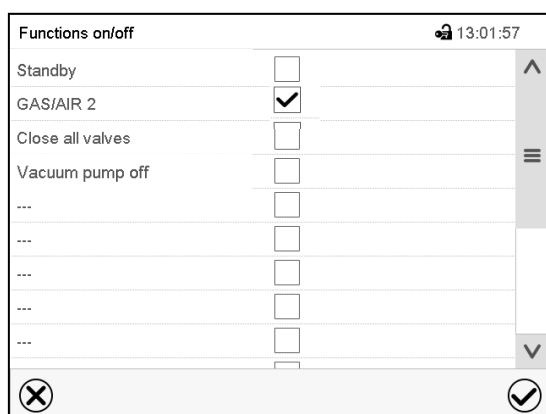 Functions on/off 13:01:57
Standby
GAS/AIR 2
Close all valves
Vacuum pump off
---
---
---
---
---